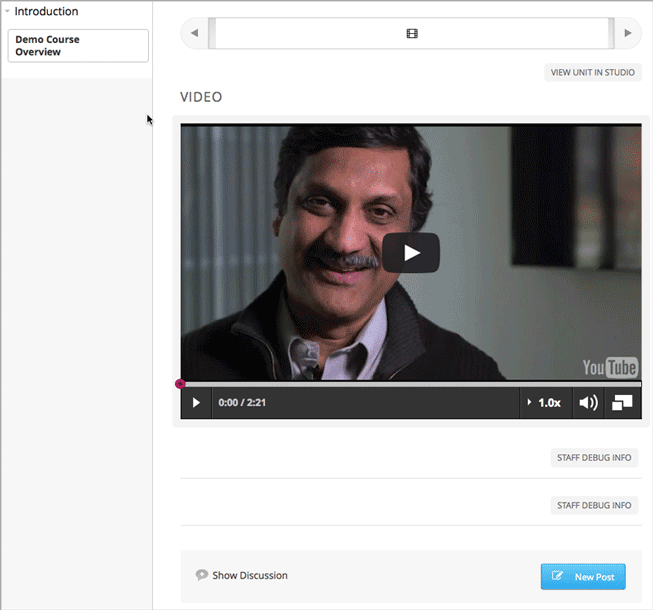 Introduction
Demo Course
Overview
VIEW UNIT IN STUDIO
VIDEO
YouTube
0:00 / 2:21
1.0x
STAFF DEBUG INFO
STAFF DEBUG INFO
Show Discussion
New Post